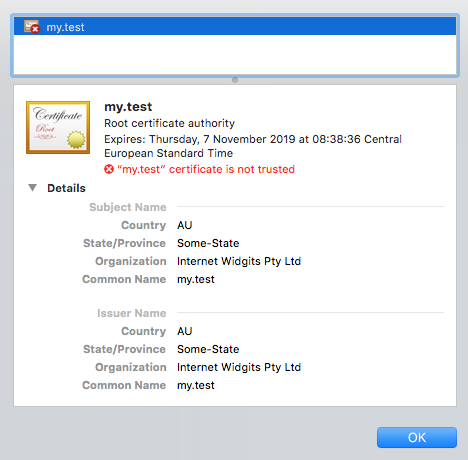 my.test
Certificate
Root
my.test
Root certificate authority
Expires: Thursday, 7 November 2019 at 08:38:36 Central
European Standard Time
“my.test” certificate is not trusted
Details
Subject Name
Country AU
State/Province Some-State
Organization Internet Widgits Pty Ltd
Common Name my.test
Issuer Name
Country AU
State/Province Some-State
Organization Internet Widgits Pty Ltd
Common Name my.test
OK